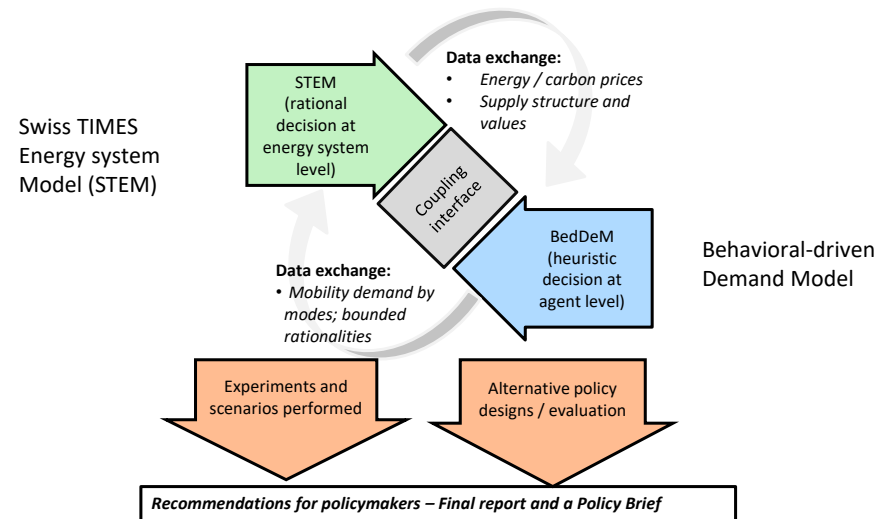 Swiss TIMES
Energy system
Model (STEM)
STEM
(rational
decision at
energy system
level)
Data exchange:
• Energy / carbon prices
• Supply structure and
values
Coupling
interface
Data exchange:
• Mobility demand by
modes; bounded
rationalities
BedDeM
(heuristic
decision at
agent level)
Behavioral-driven
Demand Model
Experiments and
scenarios performed
Alternative policy
designs / evaluation
Recommendations for policymakers – Final report and a Policy Brief